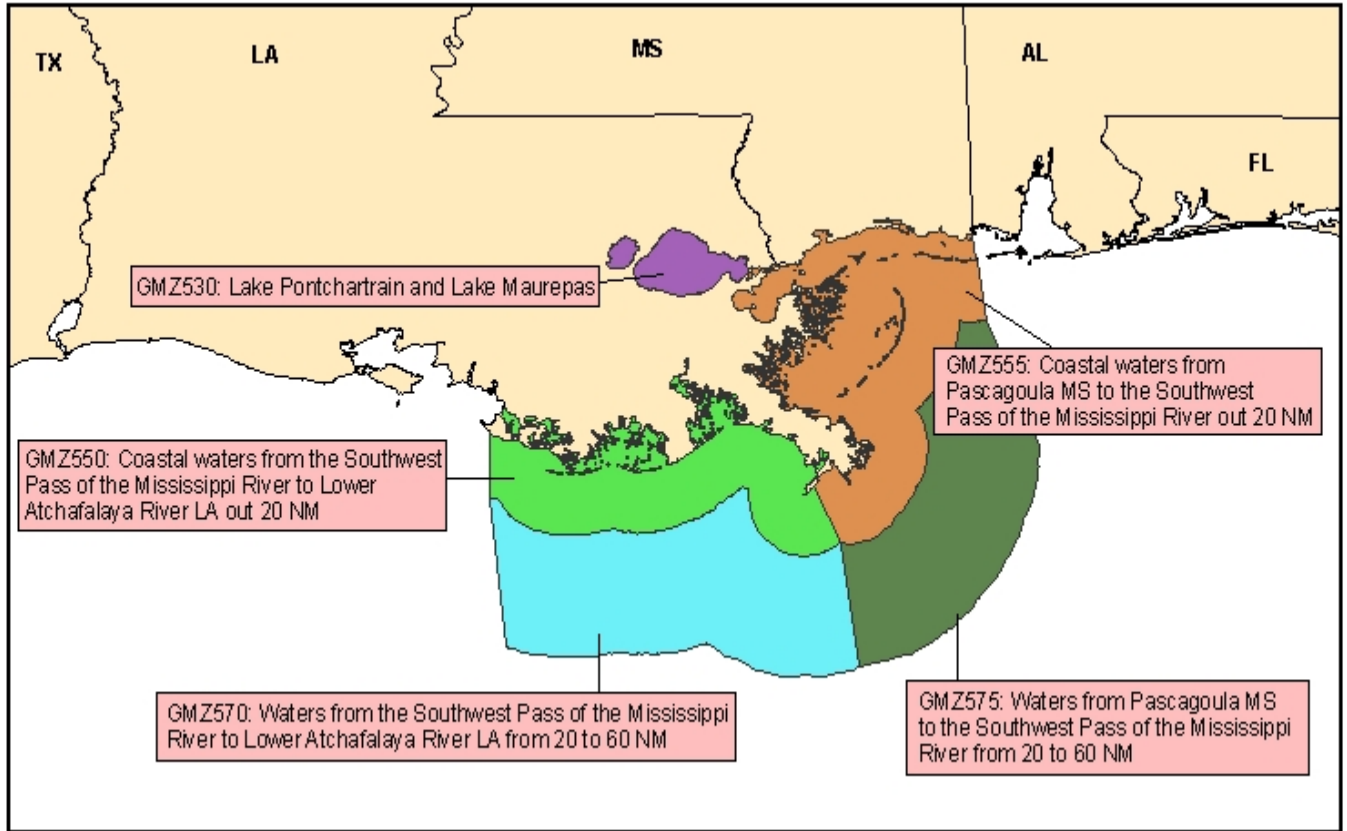 TX
LA
MS
AL
FL
GMZ530: Lake Pontchartrain and Lake Maurepas
GMZ555: Coastal waters from
Pascagoula MS to the Southwest
Pass of the Mississippi River out 20 NM
GMZ550: Coastal waters from the Southwest
Pass of the Mississippi River to Lower
Atchafalaya River LA out 20 NM
GMZ570: Waters from the Southwest Pass of the Mississippi
River to Lower Atchafalaya River LA from 20 to 60 NM
GMZ575: Waters from Pascagoula MS
to the Southwest Pass of the Mississippi
River from 20 to 60 NM